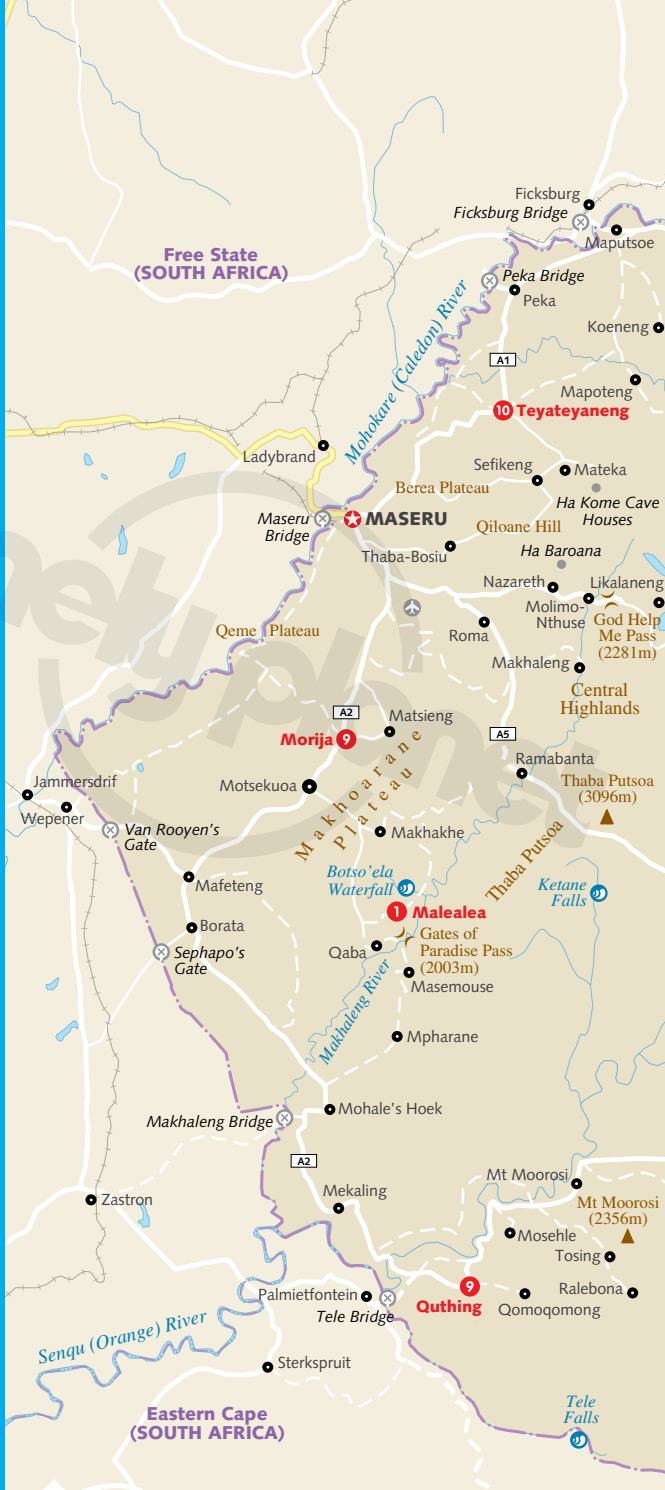 Ficksburg
Ficksburg Bridge
Maputsoe
Free State
(SOUTH AFRICA)
Peka Bridge
Peka
Mohokare (Caledon) River
Koeneng
A1
Mapoteng
10 Teyateyaneng
Ladybrand
Sefikeng
Mateka
Berea Plateau
Ha Kome Cave
Houses
Maseru
Bridge
MASERU
Qiloane Hill
Thaba-Bosiu
Ha Baroana
Nazareth
Likalaneng
Molimo-
Nthuse
God Help
Me Pass
(2281m)
Qeme Plateau
Roma
Makhaleng
Central
Highlands
A2
Matsieng
Morija 9
A5
Makhoarane
Plateau
Ramabanta
Motsekuoa
Thaba Putsoa
(3096m)
Jammersdrif
Wepener
Van Rooyen's
Gate
Makhakhe
Thaba Putsoa
Botso'ela
Waterfall
Ketane
Falls
Mafeteng
1 Malealea
Borata
Gates of
Paradise Pass
(2003m)
Qaba
Sephapo's
Gate
Masemouse
Makhaleng River
Mpharane
Mohale's Hoek
Makhaleng Bridge
A2
Mt Moorosi
Mekaling
Zastron
Mt Moorosi
(2356m)
Mosehle
Tosing
Palmietfontein
Tele Bridge
9
Quthing
Ralebona
Qomoqomong
Senqu (Orange) River
Sterkspruit
Eastern Cape
(SOUTH AFRICA)
Tele
Falls
lonely planet